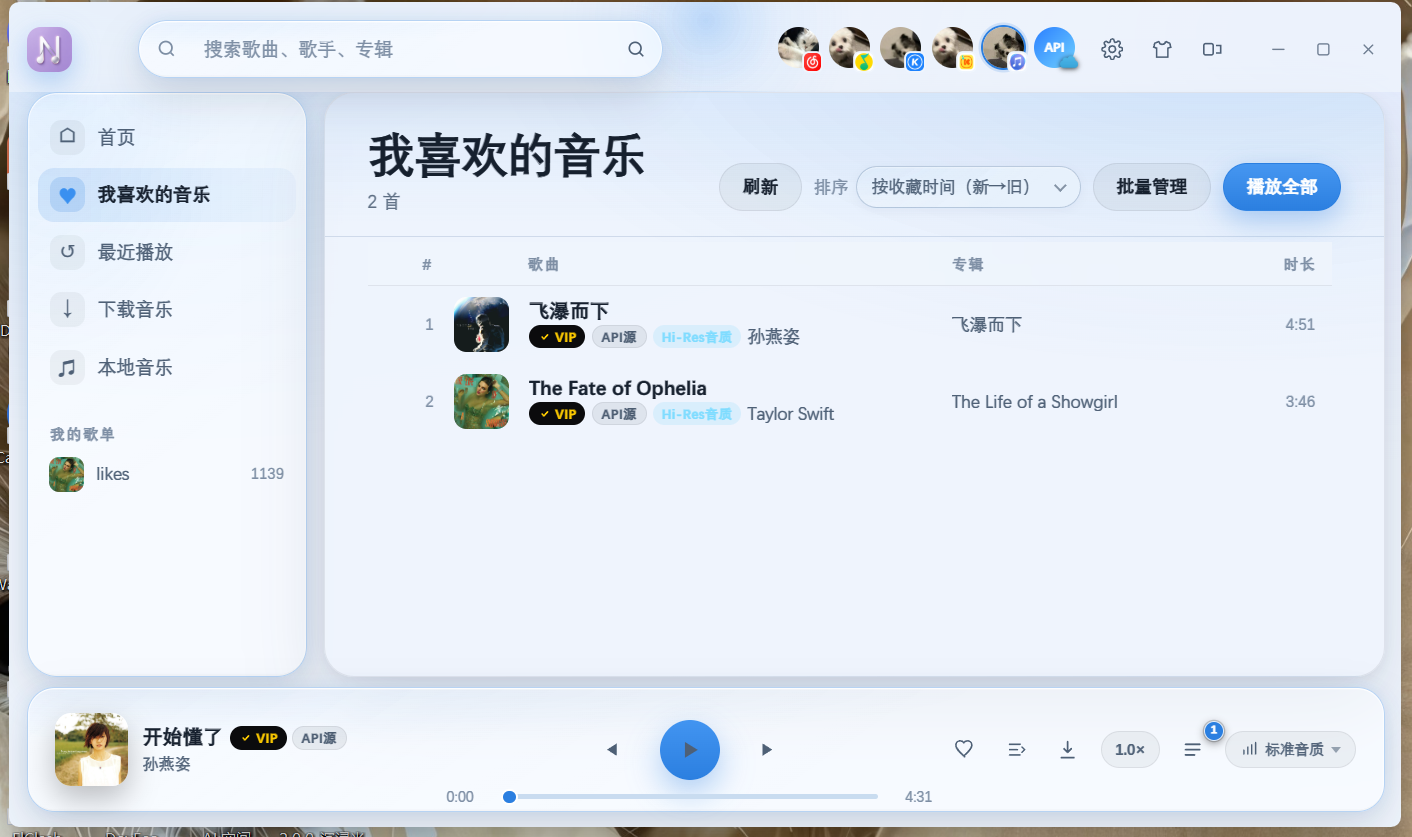 搜索歌曲、歌手、专辑
API
首页
我喜欢的音乐
最近播放
下载音乐
本地音乐
我的歌单
likes 1139
我喜欢的音乐
2 首
刷新 排序 按收藏时间（新→旧） 批量管理 播放全部
# 歌曲 专辑 时长
1 飞瀑而下 飞瀑而下 4:51
VIP API源 Hi-Res音质 孙燕姿
2 The Fate of Ophelia The Life of a Showgirl 3:46
VIP API源 Hi-Res音质 Taylor Swift
开始懂了 VIP API源
孙燕姿
1.0× 1 标准音质
0:00 4:31